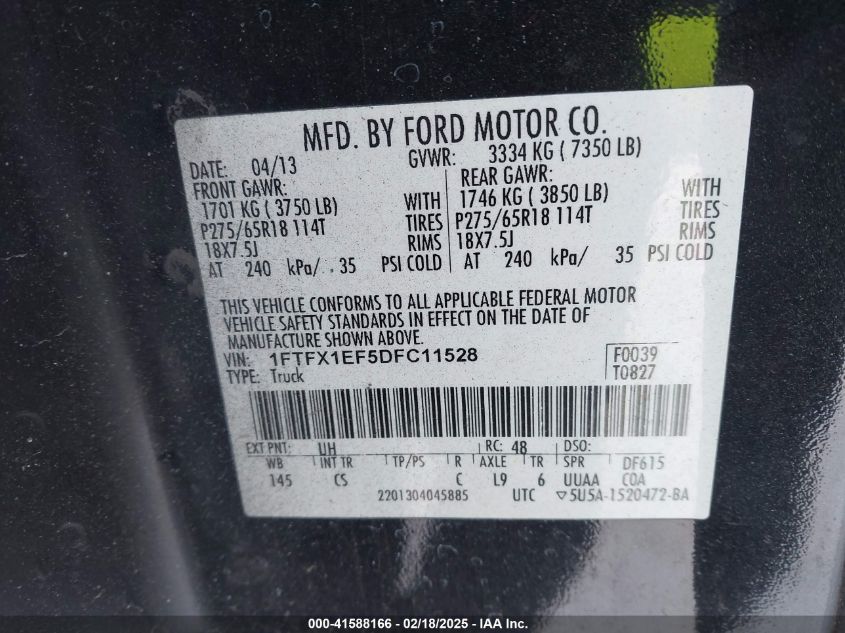 MFD. BY FORD MOTOR CO.
DATE: 04/13 GVWR: 3334 KG ( 7350 LB)
FRONT GAWR: REAR GAWR:
1701 KG ( 3750 LB) WITH 1746 KG ( 3850 LB) WITH
P275/65R18 114T TIRES P275/65R18 114T TIRES
18X7.5J RIMS 18X7.5J RIMS
AT 240 kPa/ . 35 PSI COLD AT 240 kPa/ 35 PSI COLD
THIS VEHICLE CONFORMS TO ALL APPLICABLE FEDERAL MOTOR
VEHICLE SAFETY STANDARDS IN EFFECT ON THE DATE OF
MANUFACTURE SHOWN ABOVE.
VIN: 1FTFX1EF5DFC11528 F0039
TYPE: Truck T0827
EXT PNT: UH RC: 48 DSO:
WB INT TR TP/PS R AXLE TR SPR DF615
145 CS C L9 6 UUAA COA
2201304045885 UTC ▽5U5A-1520472-BA
000-41588166 - 02/18/2025 - IAA Inc.